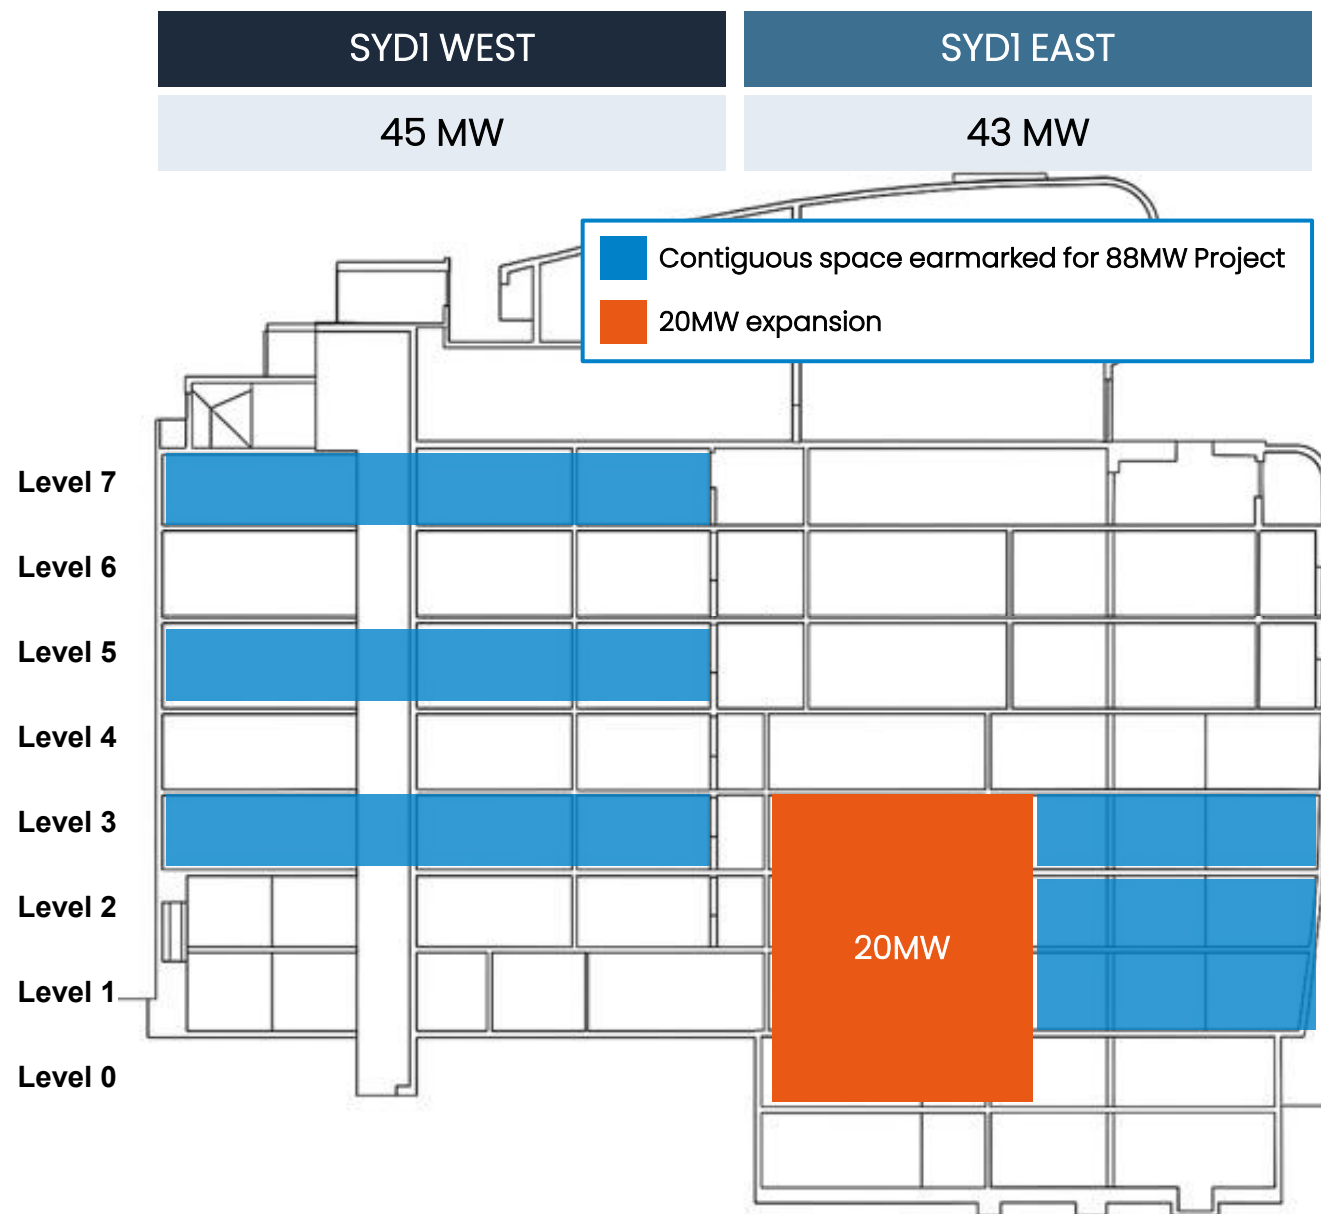 SYD1 WEST
SYD1 EAST
45 MW
43 MW
Contiguous space earmarked for 88MW Project
20MW expansion
Level 7
Level 6
Level 5
Level 4
Level 3
Level 2
20MW
Level 1
Level 0